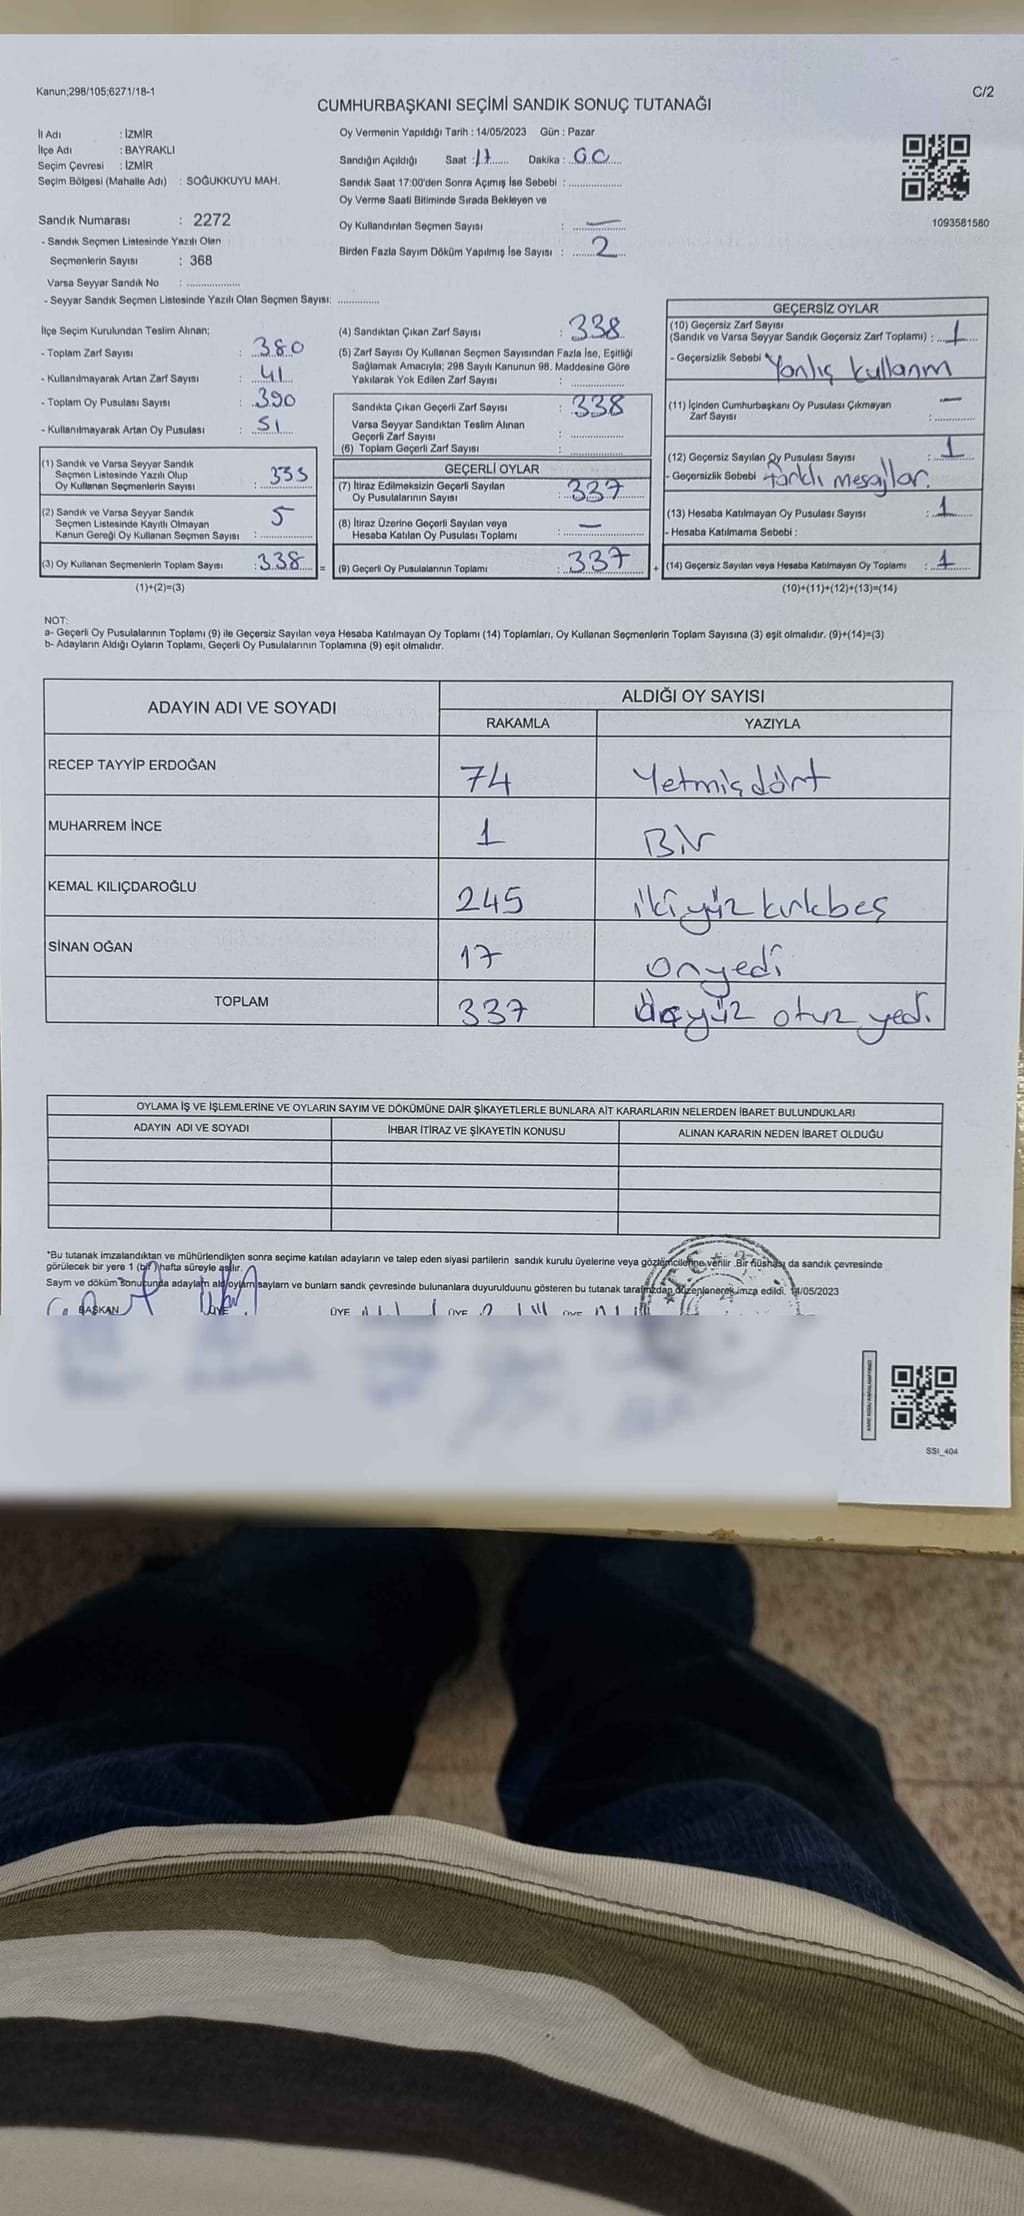 Kanun;298/105;6271/18-1
C/2
CUMHURBAŞKANI SEÇİMİ SANDIK SONUÇ TUTANAĞI
İl Adı : İZMİR
İlçe Adı : BAYRAKLI
Seçim Çevresi : İZMİR
Seçim Bölgesi (Mahalle Adı) : SOĞUKKUYU MAH.
Sandık Numarası : 2272
- Sandık Seçmen Listesinde Yazılı Olan
Seçmenlerin Sayısı : 368
Varsa Seyyar Sandık No : ..................
- Seyyar Sandık Seçmen Listesinde Yazılı Olan Seçmen Sayısı: ..............
Oy Vermenin Yapıldığı Tarih : 14/05/2023 Gün : Pazar
Sandığın Açıldığı Saat : 17 Dakika : 00
Sandık Saat 17:00'den Sonra Açımış İse Sebebi : ..................
Oy Verme Saati Bitiminde Sırada Bekleyen ve
Oy Kullandırılan Seçmen Sayısı : —
Birden Fazla Sayım Döküm Yapılmış İse Sayısı : 2
1093581580
İlçe Seçim Kurulundan Teslim Alınan;
- Toplam Zarf Sayısı : 380
- Kullanılmayarak Artan Zarf Sayısı : 41
- Toplam Oy Pusulası Sayısı : 390
- Kullanılmayarak Artan Oy Pusulası : 51
(1) Sandık ve Varsa Seyyar Sandık
Seçmen Listesinde Yazılı Olup
Oy Kullanan Seçmenlerin Sayısı : 333
(2) Sandık ve Varsa Seyyar Sandık
Seçmen Listesinde Kayıtlı Olmayan
Kanun Gereği Oy Kullanan Seçmen Sayısı : 5
(3) Oy Kullanan Seçmenlerin Toplam Sayısı : 338 =
(1)+(2)=(3)
(4) Sandıktan Çıkan Zarf Sayısı : 338
(5) Zarf Sayısı Oy Kullanan Seçmen Sayısından Fazla İse, Eşitliği
Sağlamak Amacıyla; 298 Sayılı Kanunun 98. Maddesine Göre
Yakılarak Yok Edilen Zarf Sayısı : ..............
Sandıkta Çıkan Geçerli Zarf Sayısı : 338
Varsa Seyyar Sandıktan Teslim Alınan
Geçerli Zarf Sayısı : ..............
(6) Toplam Geçerli Zarf Sayısı : ..............
GEÇERLİ OYLAR
(7) İtiraz Edilmeksizin Geçerli Sayılan
Oy Pusulalarının Sayısı : 337
(8) İtiraz Üzerine Geçerli Sayılan veya
Hesaba Katılan Oy Pusulası Toplamı : —
(9) Geçerli Oy Pusulalarının Toplamı : 337 +
GEÇERSİZ OYLAR
(10) Geçersiz Zarf Sayısı
(Sandık ve Varsa Seyyar Sandık Geçersiz Zarf Toplamı) : 1
- Geçersizlik Sebebi Yanlış kullanım
(11) İçinden Cumhurbaşkanı Oy Pusulası Çıkmayan
Zarf Sayısı : —
(12) Geçersiz Sayılan Oy Pusulası Sayısı : 1
- Geçersizlik Sebebi farklı mesajlar.
(13) Hesaba Katılmayan Oy Pusulası Sayısı : 1
- Hesaba Katılmama Sebebi :
(14) Geçersiz Sayılan veya Hesaba Katılmayan Oy Toplamı : 1
(10)+(11)+(12)+(13)=(14)
NOT:
a- Geçerli Oy Pusulalarının Toplamı (9) ile Geçersiz Sayılan veya Hesaba Katılmayan Oy Toplamı (14) Toplamları, Oy Kullanan Seçmenlerin Toplam Sayısına (3) eşit olmalıdır. (9)+(14)=(3)
b- Adayların Aldığı Oyların Toplamı, Geçerli Oy Pusulalarının Toplamına (9) eşit olmalıdır.
ADAYIN ADI VE SOYADI ALDIĞI OY SAYISI
RAKAMLA YAZIYLA
RECEP TAYYİP ERDOĞAN 74 Yetmişdört
MUHARREM İNCE 1 Bir
KEMAL KILIÇDAROĞLU 245 ikiyüz kırkbeş
SİNAN OĞAN 17 onyedi
TOPLAM 337 üçyüz otuz yedi.
OYLAMA İŞ VE İŞLEMLERİNE VE OYLARIN SAYIM VE DÖKÜMÜNE DAİR ŞİKAYETLERLE BUNLARA AİT KARARLARIN NELERDEN İBARET BULUNDUKLARI
ADAYIN ADI VE SOYADI İHBAR İTİRAZ VE ŞİKAYETİN KONUSU ALINAN KARARIN NEDEN İBARET OLDUĞU
*Bu tutanak imzalandıktan ve mühürlendikten sonra seçime katılan adayların ve talep eden siyasi partilerin sandık kurulu üyelerine veya gözlemcilerine verilir .Bir nüshası da sandık çevresinde
görülecek bir yere 1 (bir) hafta süreyle asılır.
Sayım ve döküm sonucunda adayların aldığı oyların sayıların ve bunların sandık çevresinde bulunanlara duyurulduunu gösteren bu tutanak tarafımızdan düzenlenerek imza edildi. 14/05/2023
BAŞKAN ÜYE ÜYE ÜYE ÜYE
SSI_404